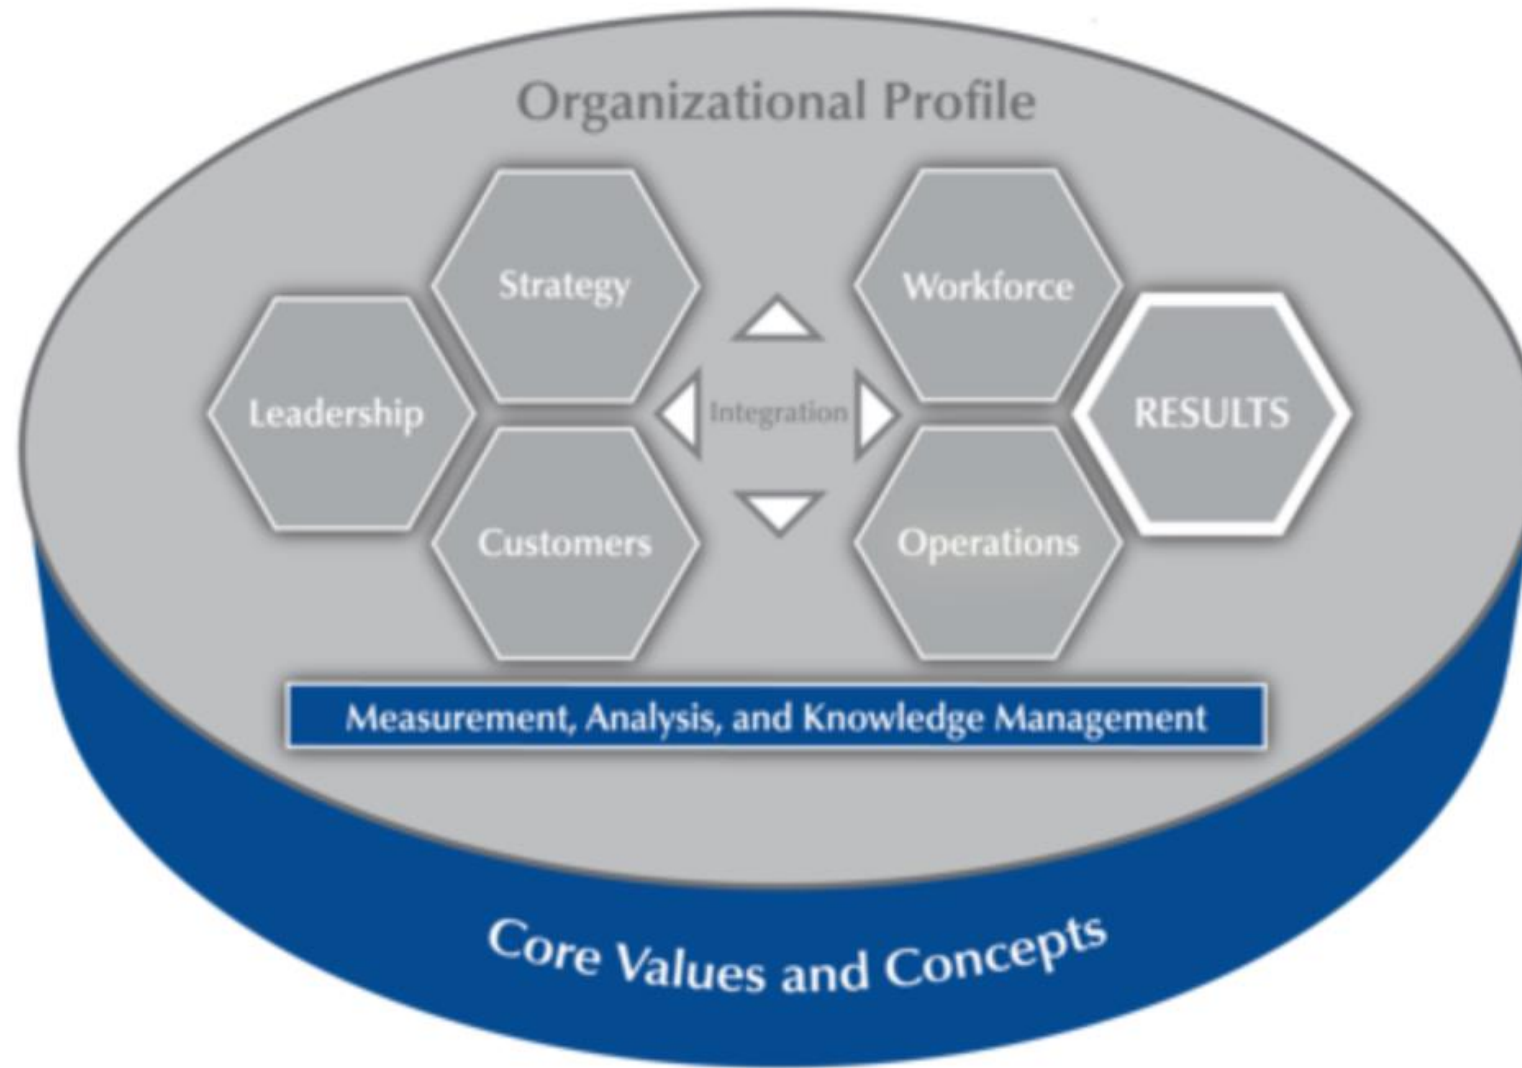 Organizational Profile
Strategy
Workforce
Leadership
Integration
RESULTS
Customers
Operations
Measurement, Analysis, and Knowledge Management
Core Values and Concepts